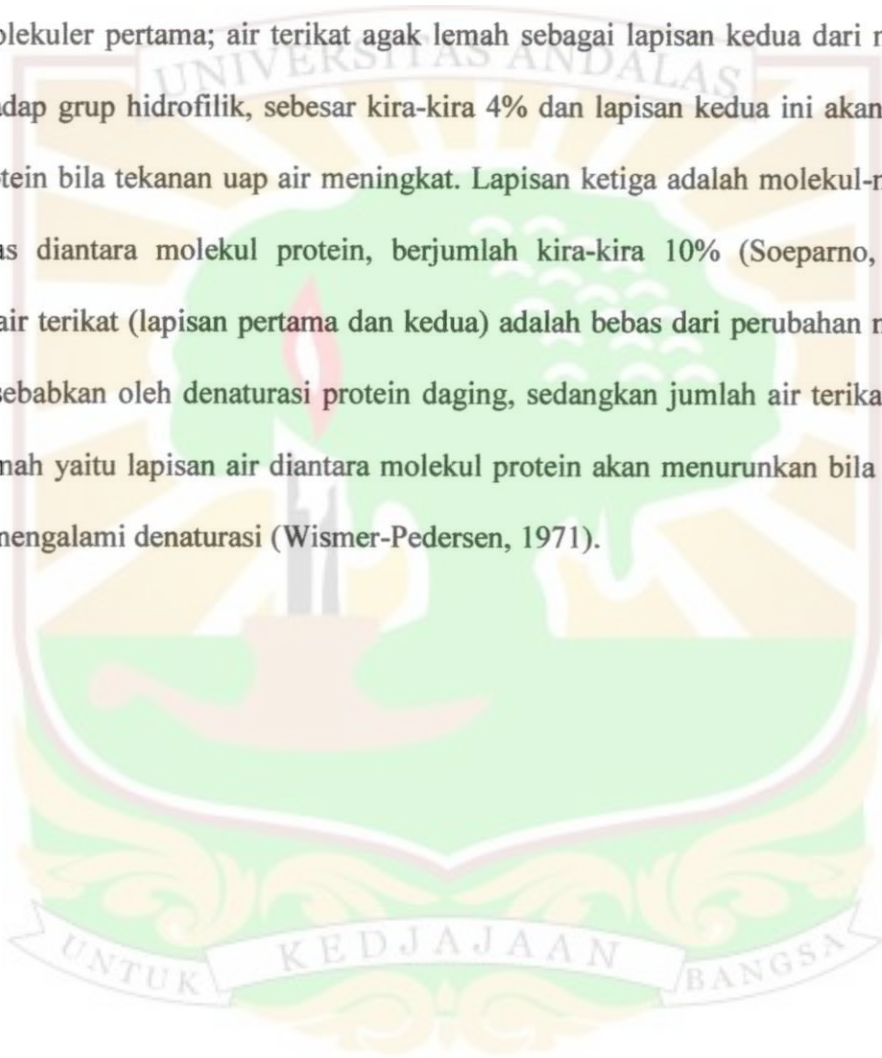 olekuler pertama; air terikat agak lemah sebagai lapisan kedua dari
UNIVERSITAS ANDALAS
dap grup hidrofilik, sebesar kira-kira 4% dan lapisan kedua ini akan
tein bila tekanan uap air meningkat. Lapisan ketiga adalah molekul-
as diantara molekul protein, berjumlah kira-kira 10% (Soeparno,
air terikat (lapisan pertama dan kedua) adalah bebas dari perubahan
sebabkan oleh denaturasi protein daging, sedangkan jumlah air terika
mah yaitu lapisan air diantara molekul protein akan menurunkan bila
mengalami denaturasi (Wismer-Pedersen, 1971).
UNTUK KEDJAJAAN BANGSA